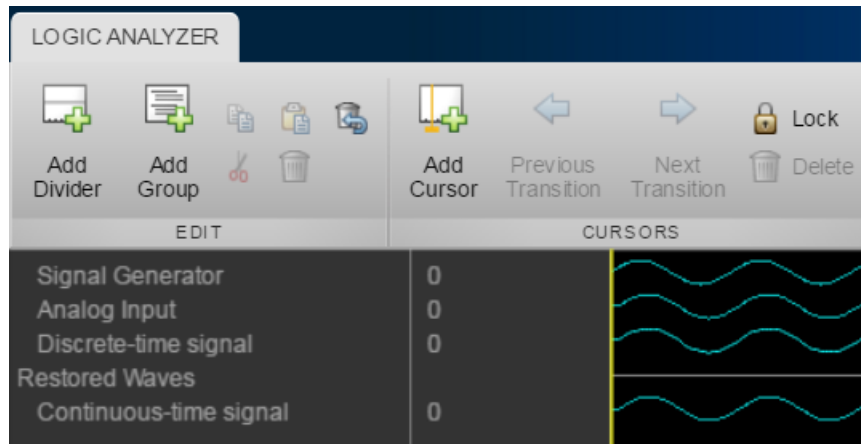 LOGIC ANALYZER
Add Divider
Add Group
Add Cursor
Previous Transition
Next Transition
Lock
Delete
EDIT
CURSORS
Signal Generator 0
Analog Input 0
Discrete-time signal 0
Restored Waves
Continuous-time signal 0